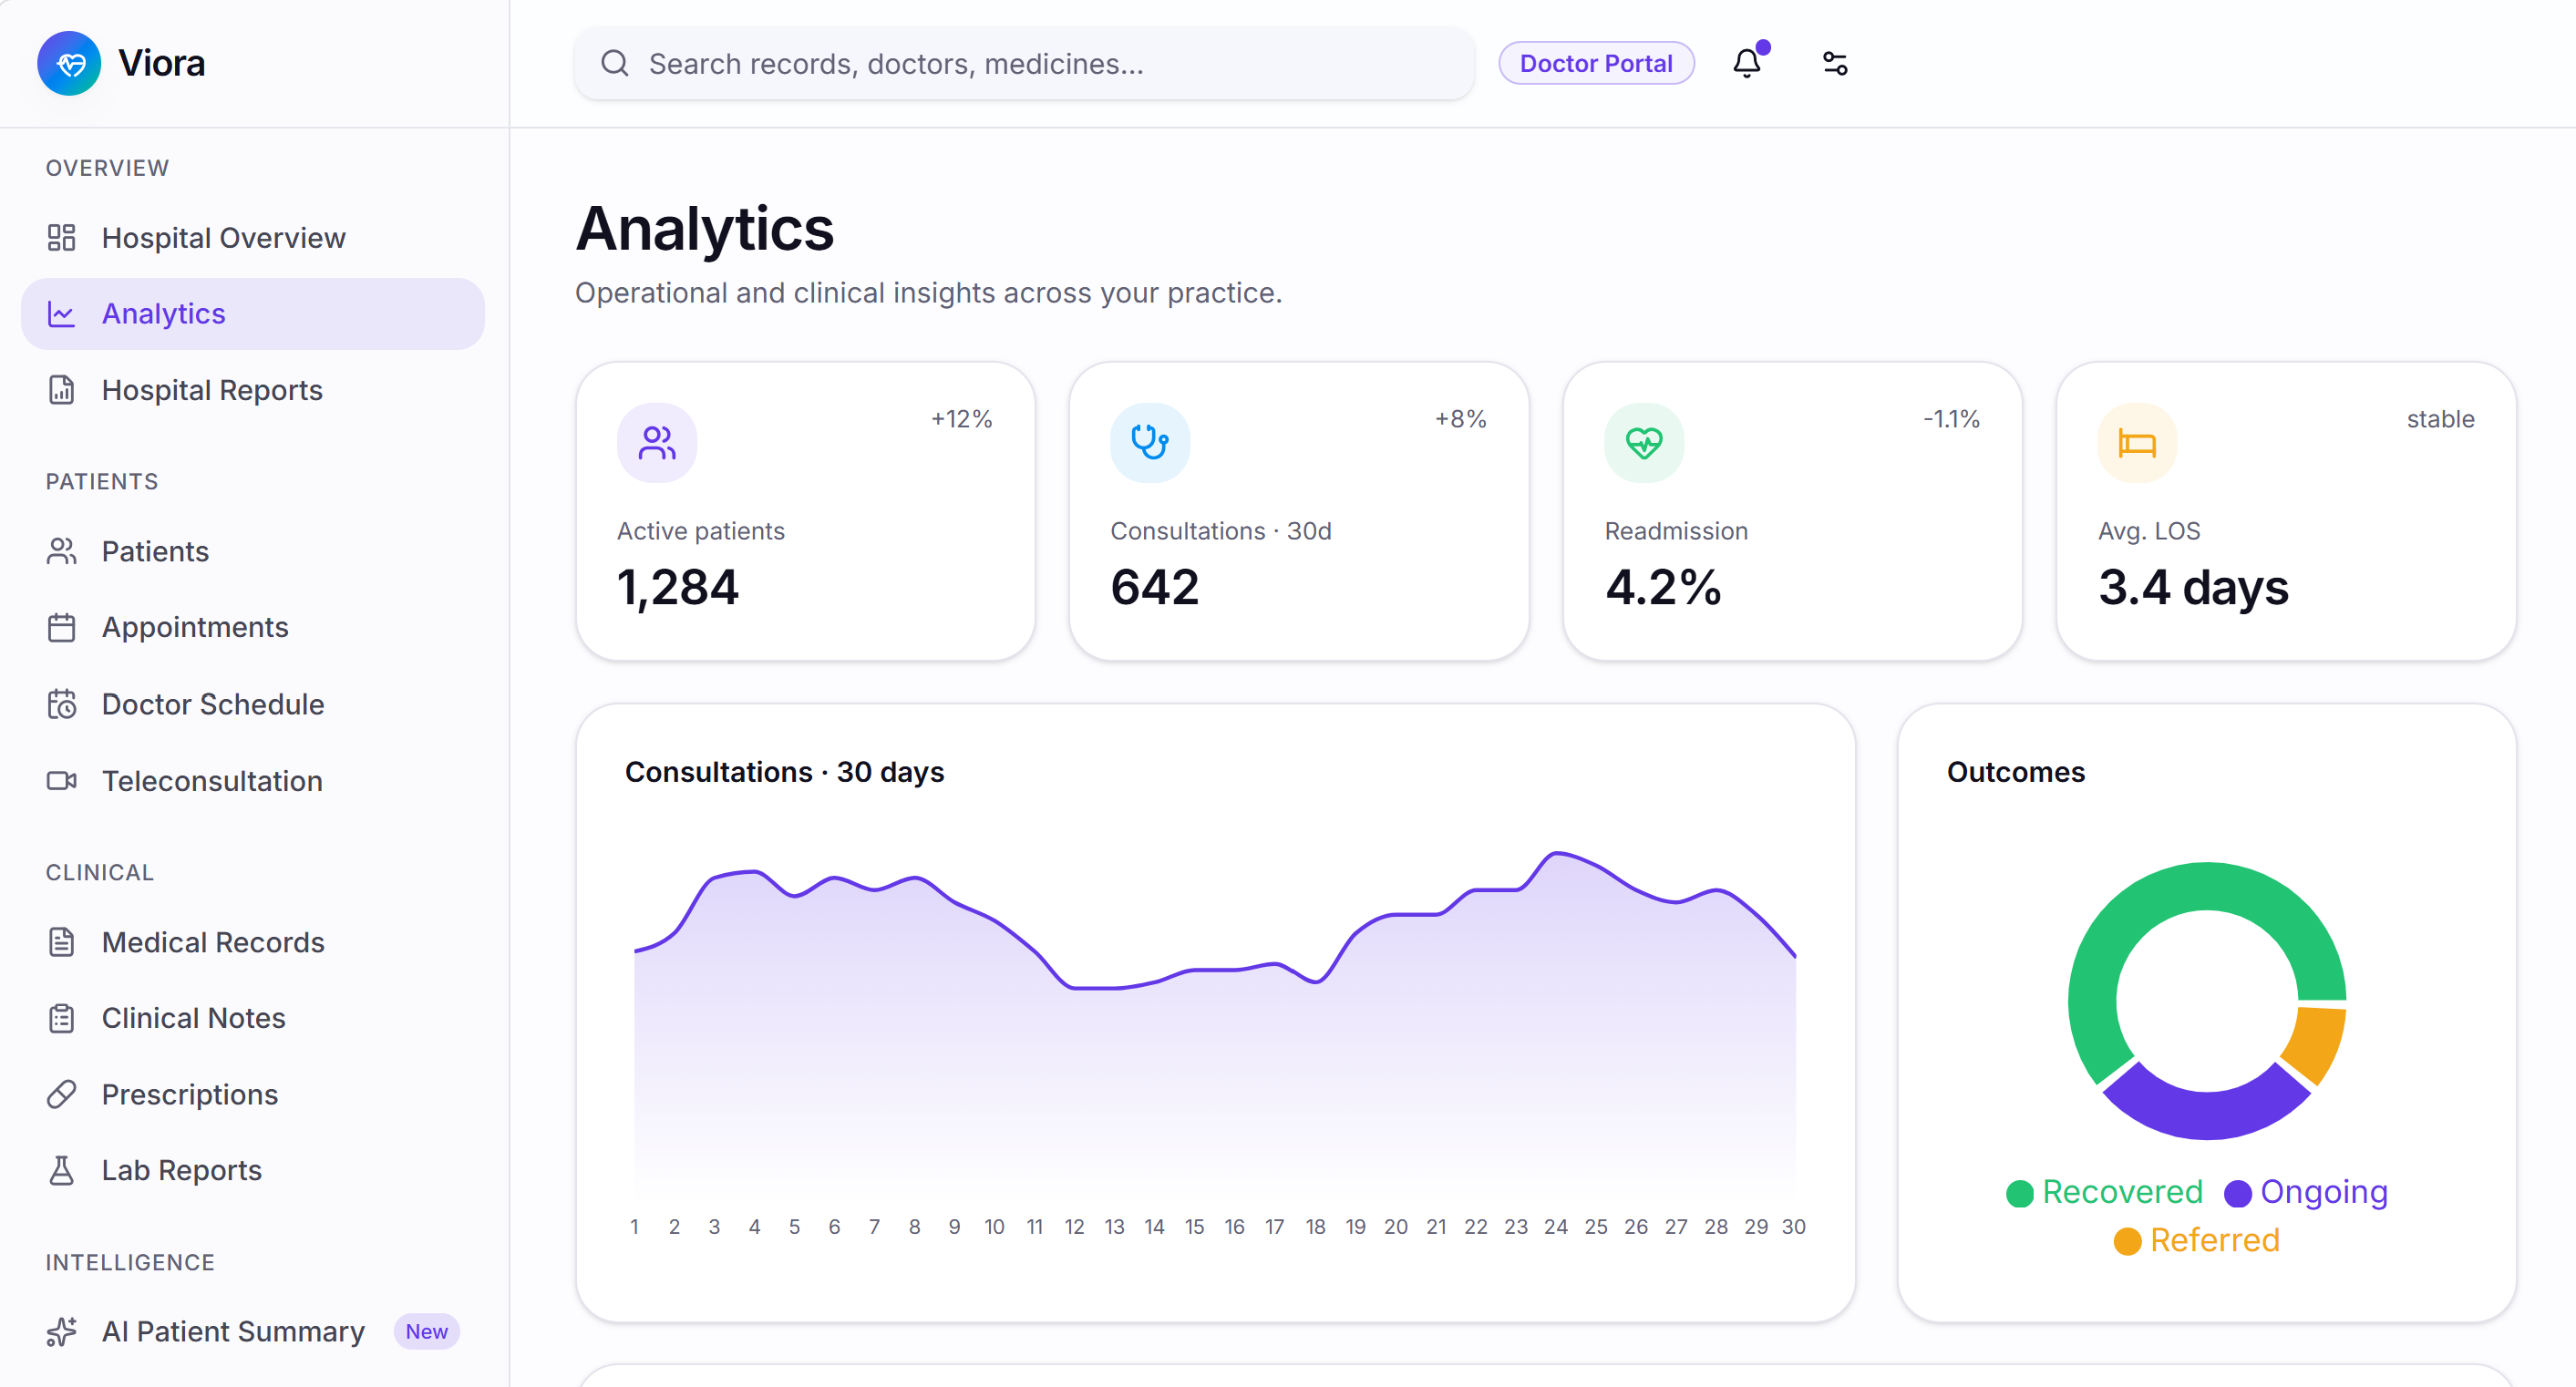 Viora
Search records, doctors, medicines...
Doctor Portal
OVERVIEW
Hospital Overview
Analytics
Hospital Reports
PATIENTS
Patients
Appointments
Doctor Schedule
Teleconsultation
CLINICAL
Medical Records
Clinical Notes
Prescriptions
Lab Reports
INTELLIGENCE
AI Patient Summary New
Analytics
Operational and clinical insights across your practice.
+12%
Active patients
1,284
+8%
Consultations · 30d
642
-1.1%
Readmission
4.2%
stable
Avg. LOS
3.4 days
Consultations · 30 days
1 2 3 4 5 6 7 8 9 10 11 12 13 14 15 16 17 18 19 20 21 22 23 24 25 26 27 28 29 30
Outcomes
Recovered Ongoing
Referred